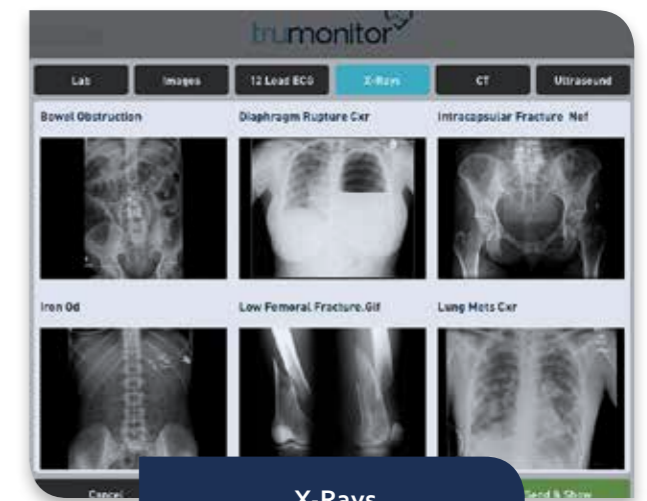 trumonitor
Lab
Images
12 Lead ECG
X-Rays
CT
Ultrasound
Bowel Obstruction
Diaphragm Rupture Cxr
Intracapsular Fracture Nof
Iron Od
Low Femoral Fracture.Gif
Lung Mets Cxr
Cancel
Send & Show
X-Rays